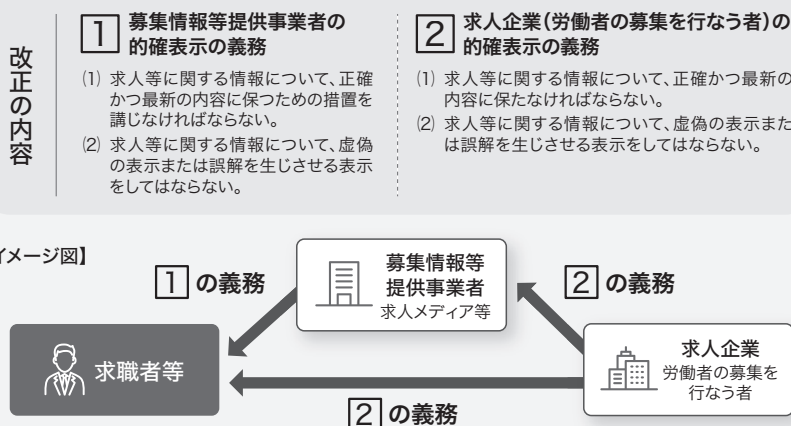 改正の内容
1 募集情報等提供事業者の
的確表示の義務
⑴ 求人等に関する情報について、正確
かつ最新の内容に保つための措置を
講じなければならない。
⑵ 求人等に関する情報について、虚偽
の表示または誤解を生じさせる表示
をしてはならない。
2 求人企業（労働者の募集を行なう者）の
的確表示の義務
⑴ 求人等に関する情報について、正確かつ最新の
内容に保たなければならない。
⑵ 求人等に関する情報について、虚偽の表示また
は誤解を生じさせる表示をしてはならない。
イメージ図】
1 の義務
募集情報等
提供事業者
求人メディア等
2 の義務
求職者等
求人企業
労働者の募集を
行なう者
2 の義務